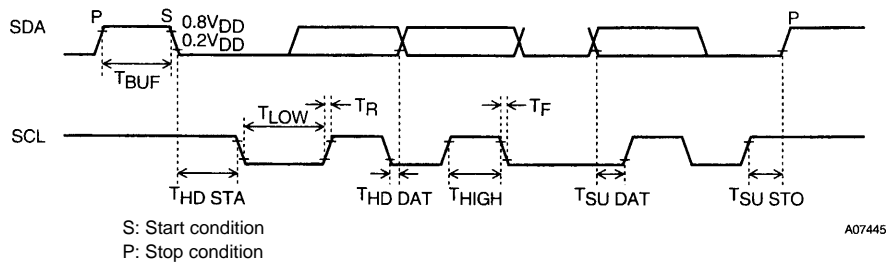 P S 0.8VDD P
SDA 0.2VDD
TBUF
TLOW TR TF
SCL
THD STA THD DAT THIGH TSU DAT TSU STO
S: Start condition
A07445
P: Stop condition